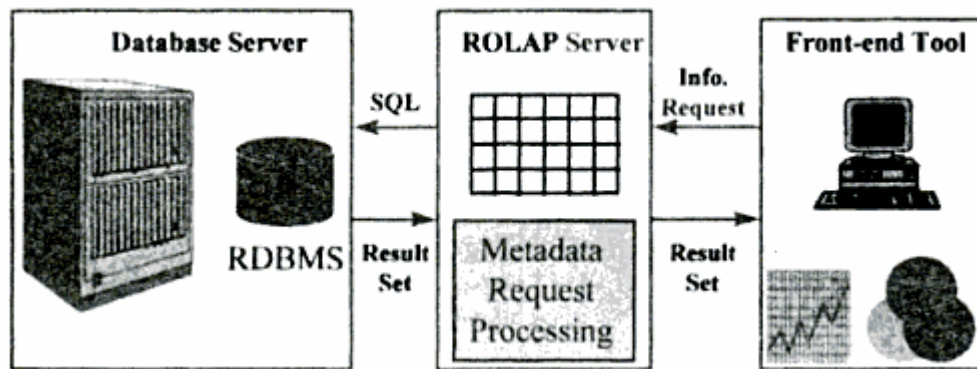 Database Server
RDBMS
SQL
Result
Set
ROLAP Server
Metadata
Request
Processing
Info.
Request
Result
Set
Front-end Tool